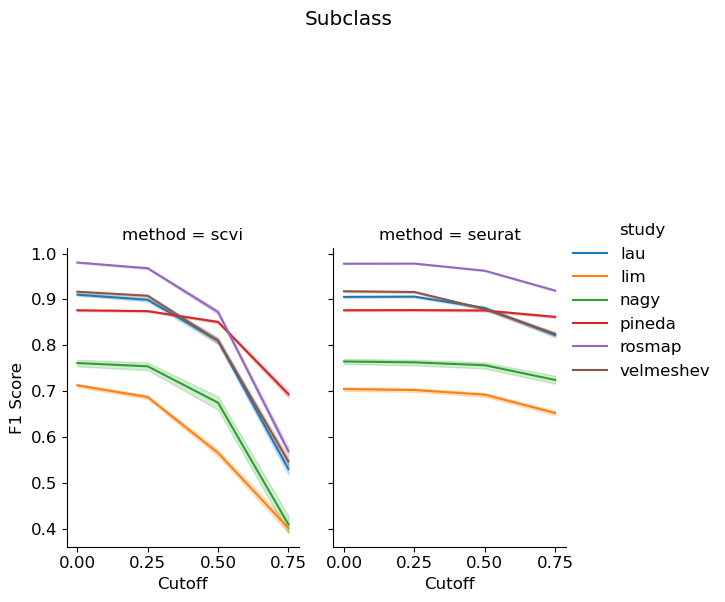 Subclass
method = scvi
method = seurat
study
lau
lim
nagy
pineda
rosmap
velmeshev
F1 Score
1.0
0.9
0.8
0.7
0.6
0.5
0.4
0.00 0.25 0.50 0.75
0.00 0.25 0.50 0.75
Cutoff
Cutoff